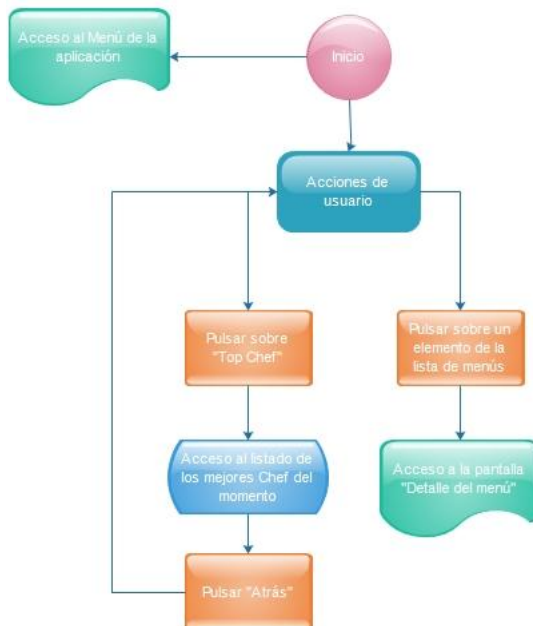 Acceso al Menú de la
aplicación
Inicio
Acciones de
usuario
Pulsar sobre
"Top Chef"
Pulsar sobre un
elemento de la
lista de menús
Acceso al listado de
los mejores Chef del
momento
Acceso a la pantalla
"Detalle del menú"
Pulsar "Atrás"